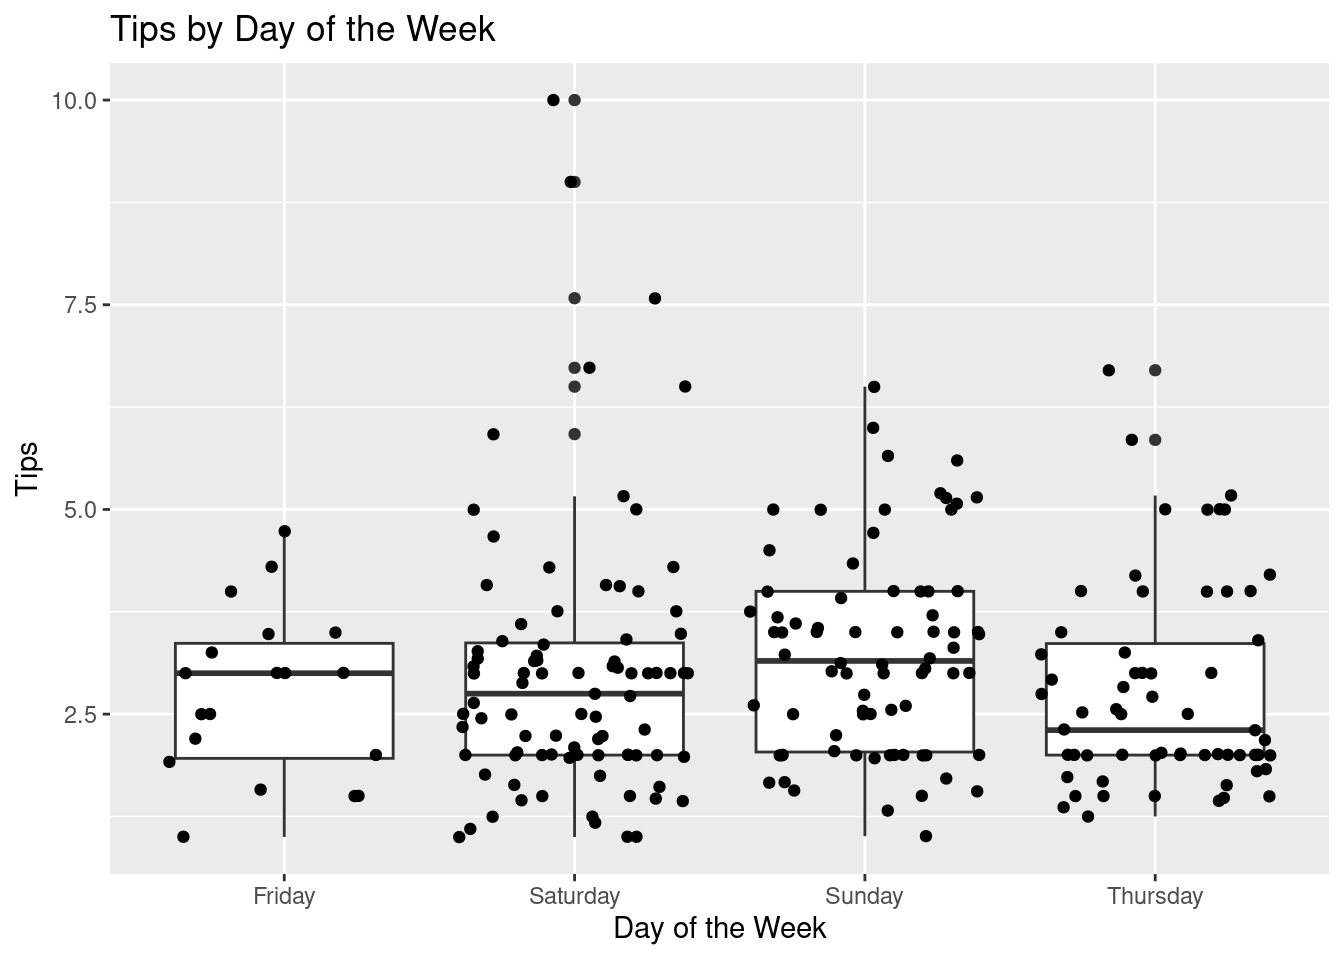 Tips by Day of the Week
10.0
7.5
5.0
2.5
Tips
Friday Saturday Sunday Thursday
Day of the Week